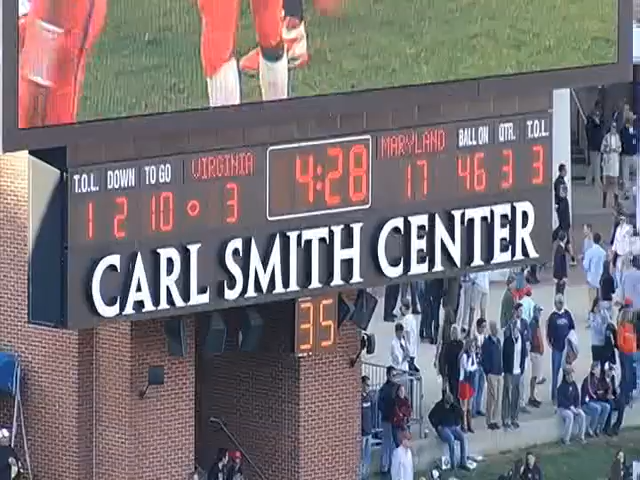 T.O.L. DOWN TO GO VIRGINIA 4:28 MARYLAND BALL ON QTR. T.O.L.
1 2 10 3 17 46 3 3
CARL SMITH CENTER
35